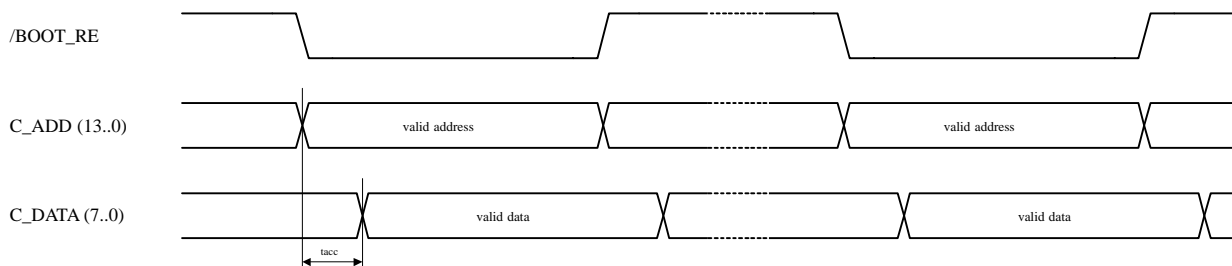 /BOOT_RE
C_ADD (13..0)
valid address
valid address
C_DATA (7..0)
valid data
valid data
tacc